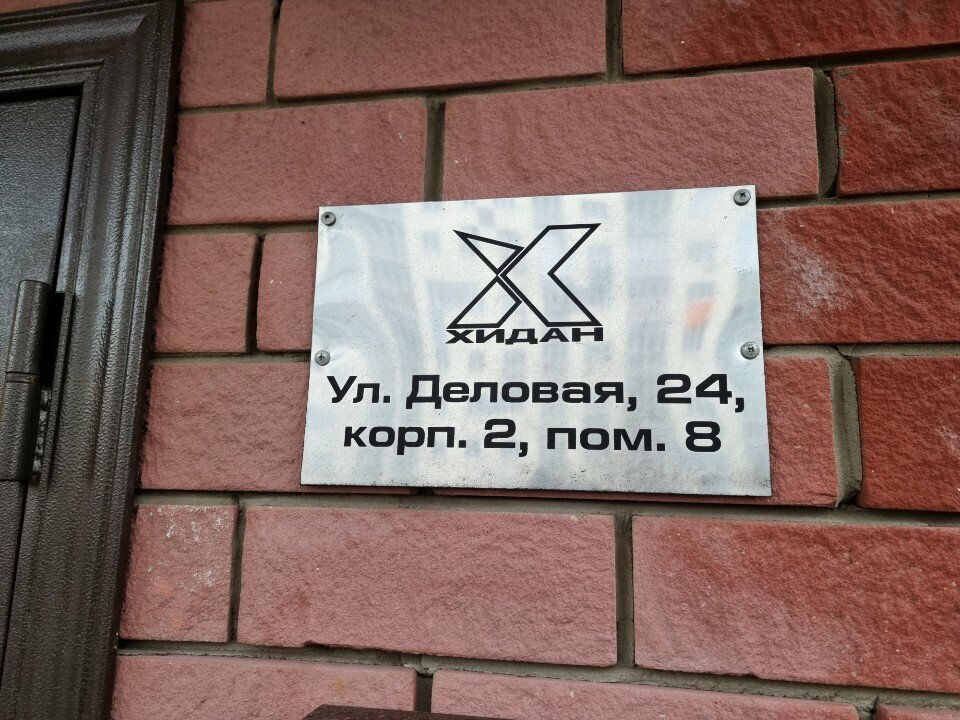 ХИДАН
Ул. Деловая, 24,
корп. 2, пом. 8